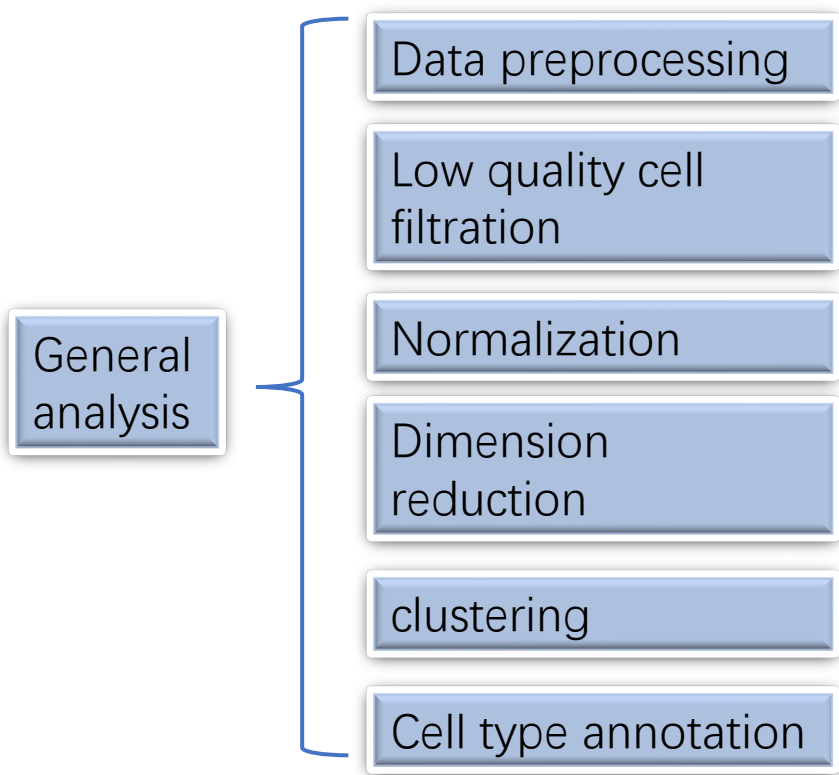 General
analysis
Data preprocessing
Low quality cell
filtration
Normalization
Dimension
reduction
clustering
Cell type annotation